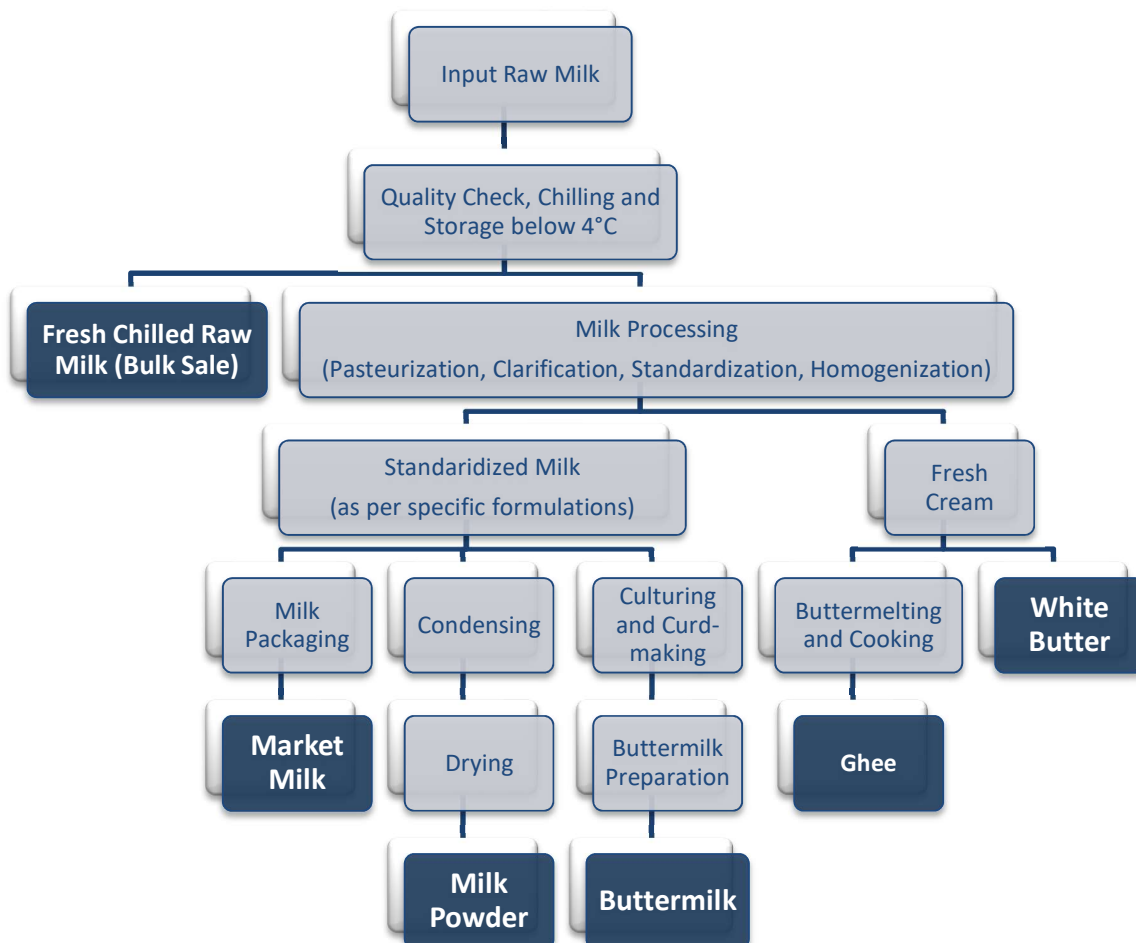 Input Raw Milk
Quality Check, Chilling and
Storage below 4°C
Fresh Chilled Raw
Milk (Bulk Sale)
Milk Processing
(Pasteurization, Clarification, Standardization, Homogenization)
Standaridized Milk
(as per specific formulations)
Fresh
Cream
Milk
Packaging
Condensing
Culturing
and Curd-
making
Buttermelting
and Cooking
White
Butter
Market
Milk
Drying
Buttermilk
Preparation
Ghee
Milk
Powder
Buttermilk